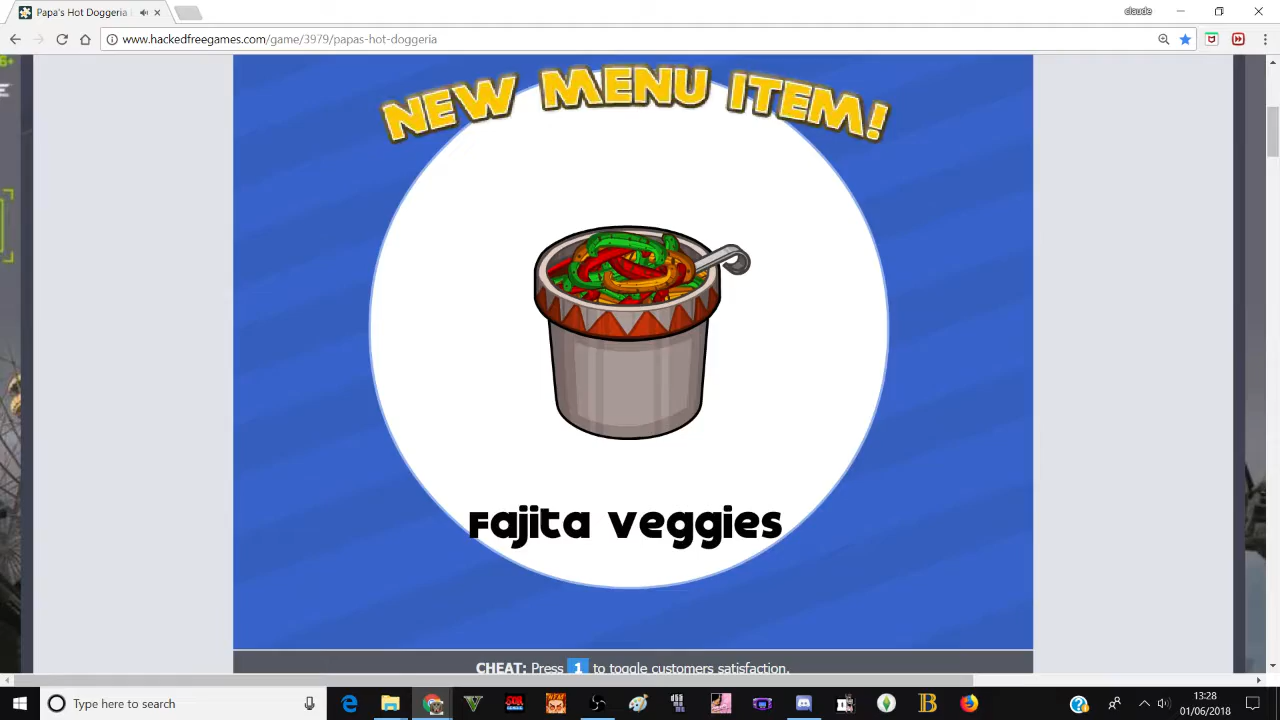 Papa's Hot Doggeria
claude
www.hackedfreegames.com/game/3979/papas-hot-doggeria
NEW MENU ITEM!
Fajita Veggies
CHEAT: Press 1 to toggle customers satisfaction.
Type here to search
13:28
01/06/2018